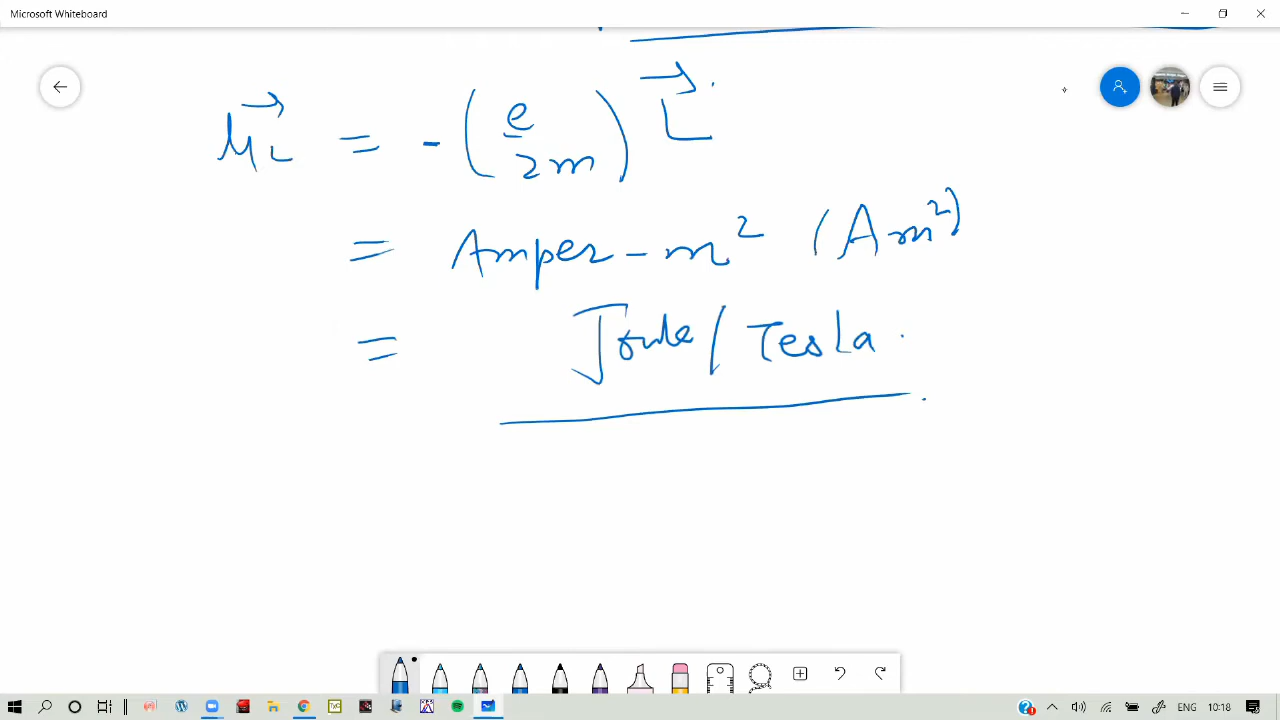 Microsoft Whiteboard
μ⃗L = - (e/2m) L⃗
= Amper - m² (Am²)
= Joule / Tesla.
ENG
10:18